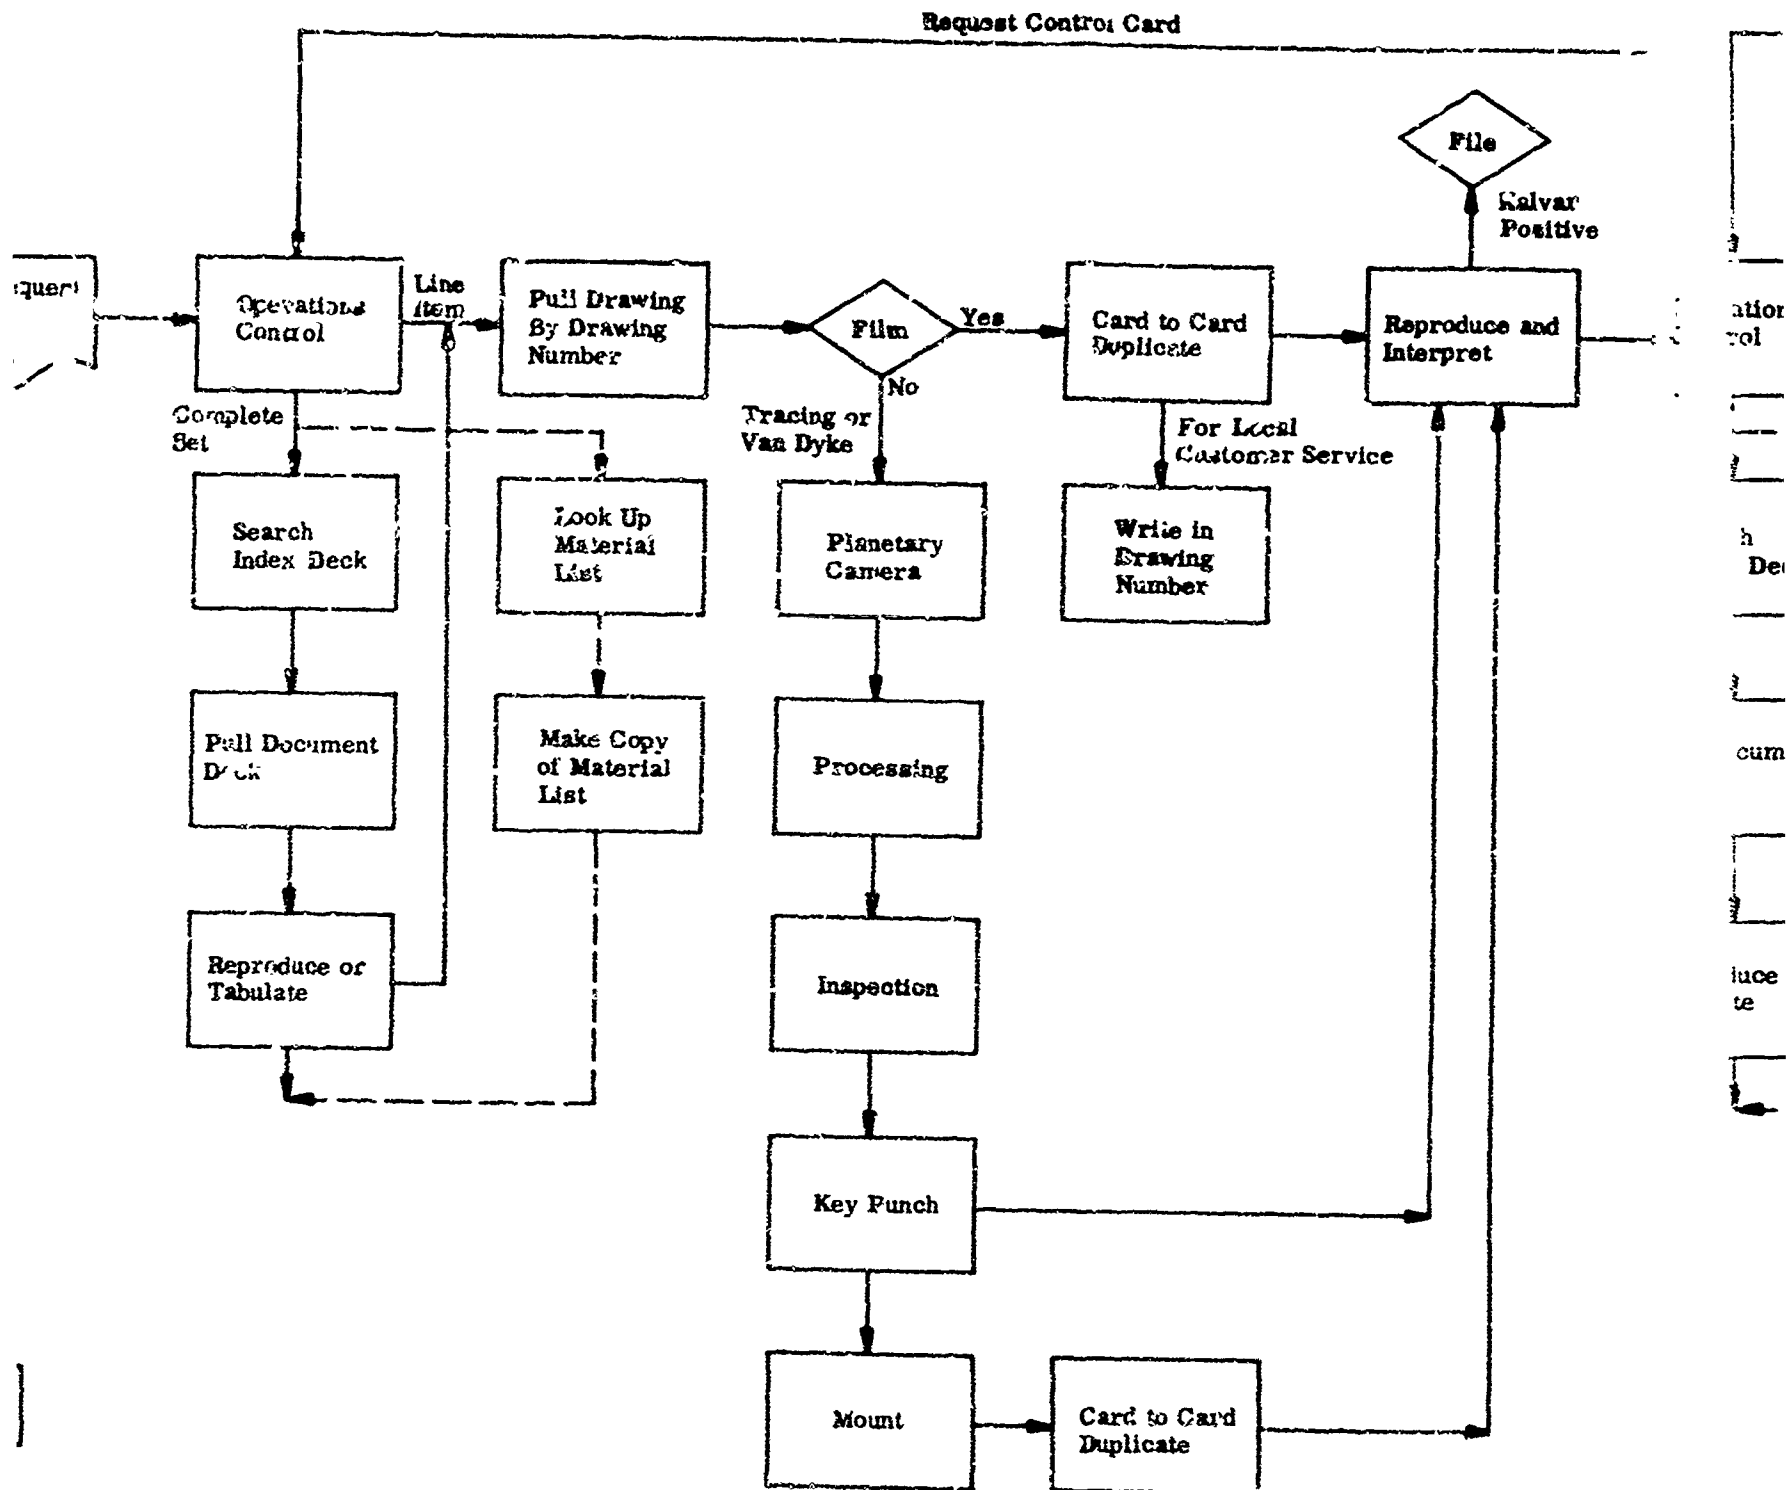 Request Control Card
File
Kalvar
Positive
Operations
Control
Line
Item
Pull Drawing
By Drawing
Number
Film
Yes
No
Card to Card
Duplicate
Reproduce and
Interpret
Complete
Set
Tracing or
Van Dyke
For Local
Customer Service
Search
Index Deck
Look Up
Material
List
Planetary
Camera
Write in
Drawing
Number
Pull Document
Deck
Make Copy
of Material
List
Processing
Reproduce or
Tabulate
Inspection
Key Punch
Mount
Card to Card
Duplicate